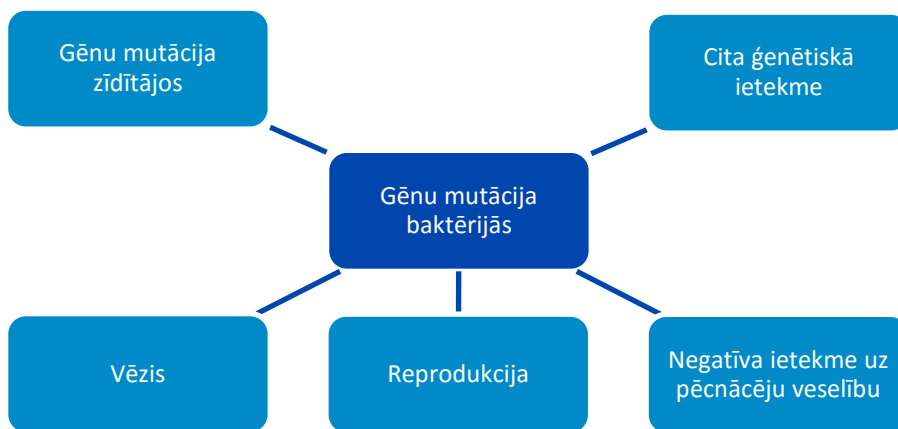 Gēnu mutācija
zīdītājos
Cita ģenētiskā
ietekme
Gēnu mutācija
baktērijās
Vēzis
Reprodukcija
Negatīva ietekme uz
pēcnācēju veselību